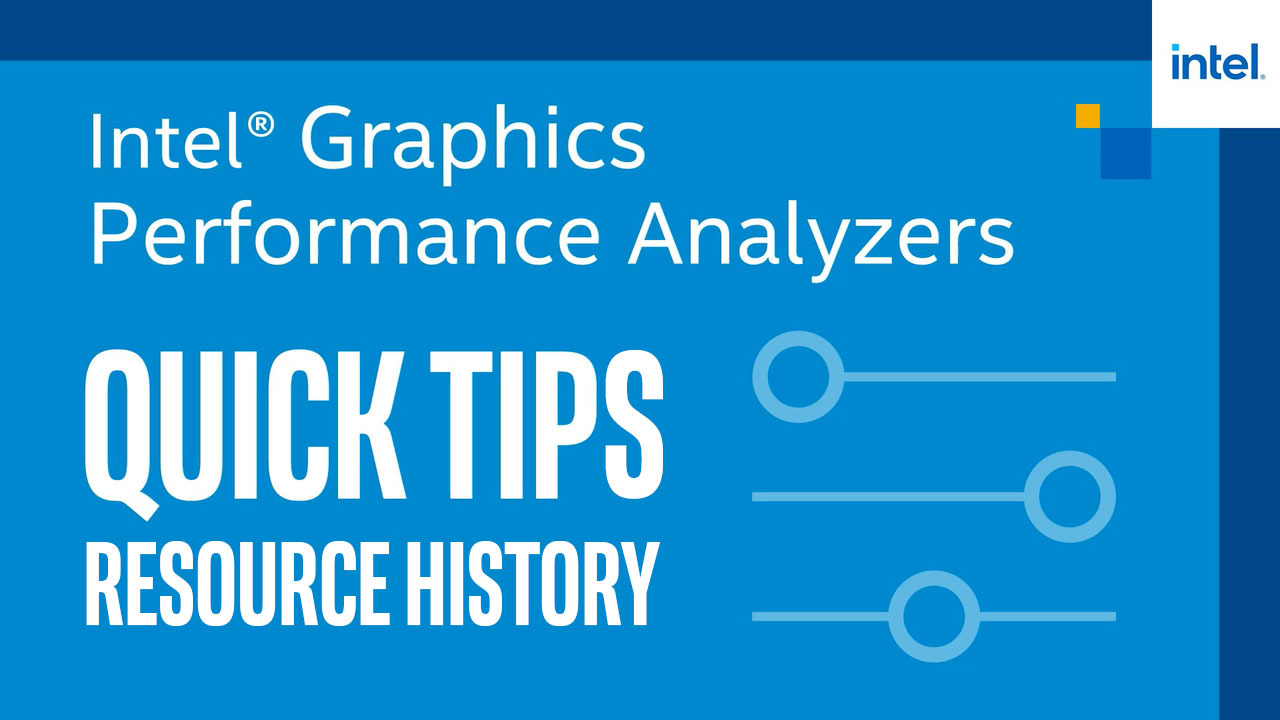 intel.
Intel® Graphics
Performance Analyzers
QUICK TIPS
RESOURCE HISTORY